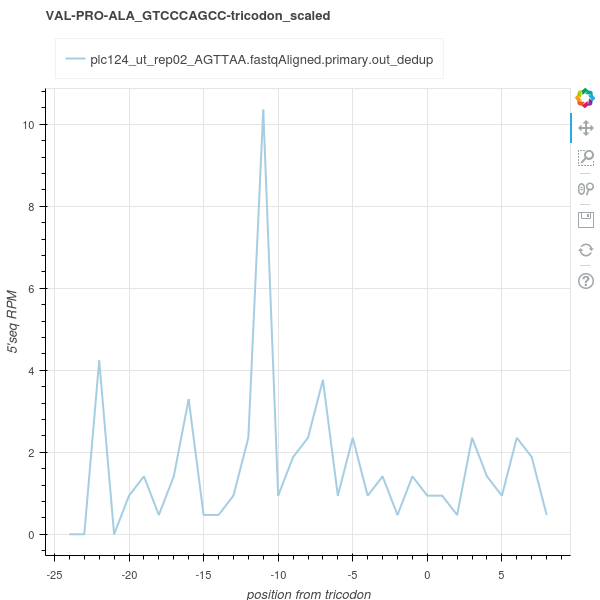 VAL-PRO-ALA_GTCCCAGCC-tricodon_scaled
plc124_ut_rep02_AGTTAA.fastqAligned.primary.out_dedup
10
8
6
4
2
0
5'seq RPM
-25 -20 -15 -10 -5 0 5
position from tricodon